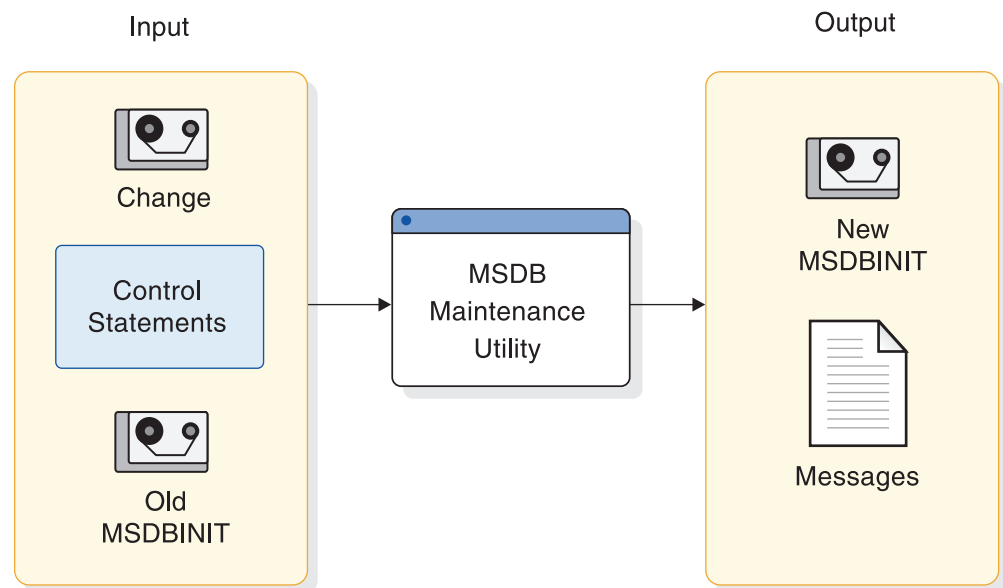 Input
Change
Control
Statements
Old
MSDBINIT
MSDB
Maintenance
Utility
Output
New
MSDBINIT
Messages